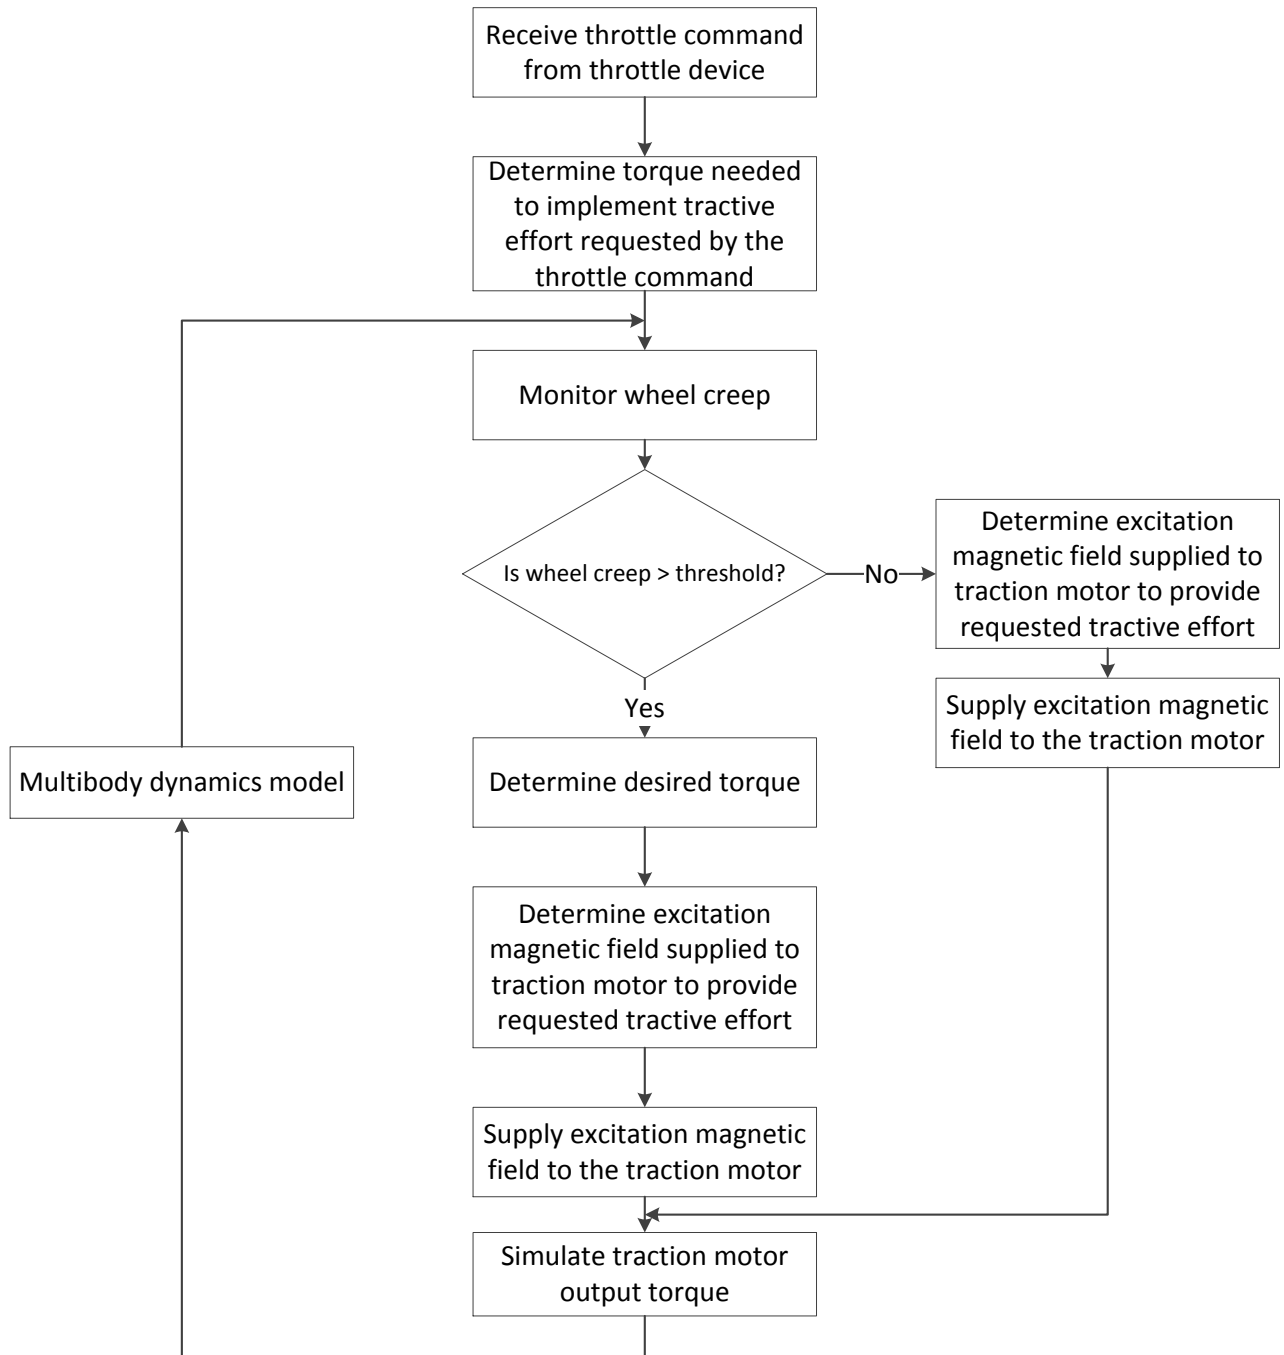 Receive throttle command
from throttle device
Determine torque needed
to implement tractive
effort requested by the
throttle command
Monitor wheel creep
Is wheel creep > threshold?
No
Determine excitation
magnetic field supplied to
traction motor to provide
requested tractive effort
Supply excitation magnetic
field to the traction motor
Yes
Multibody dynamics model
Determine desired torque
Determine excitation
magnetic field supplied to
traction motor to provide
requested tractive effort
Supply excitation magnetic
field to the traction motor
Simulate traction motor
output torque